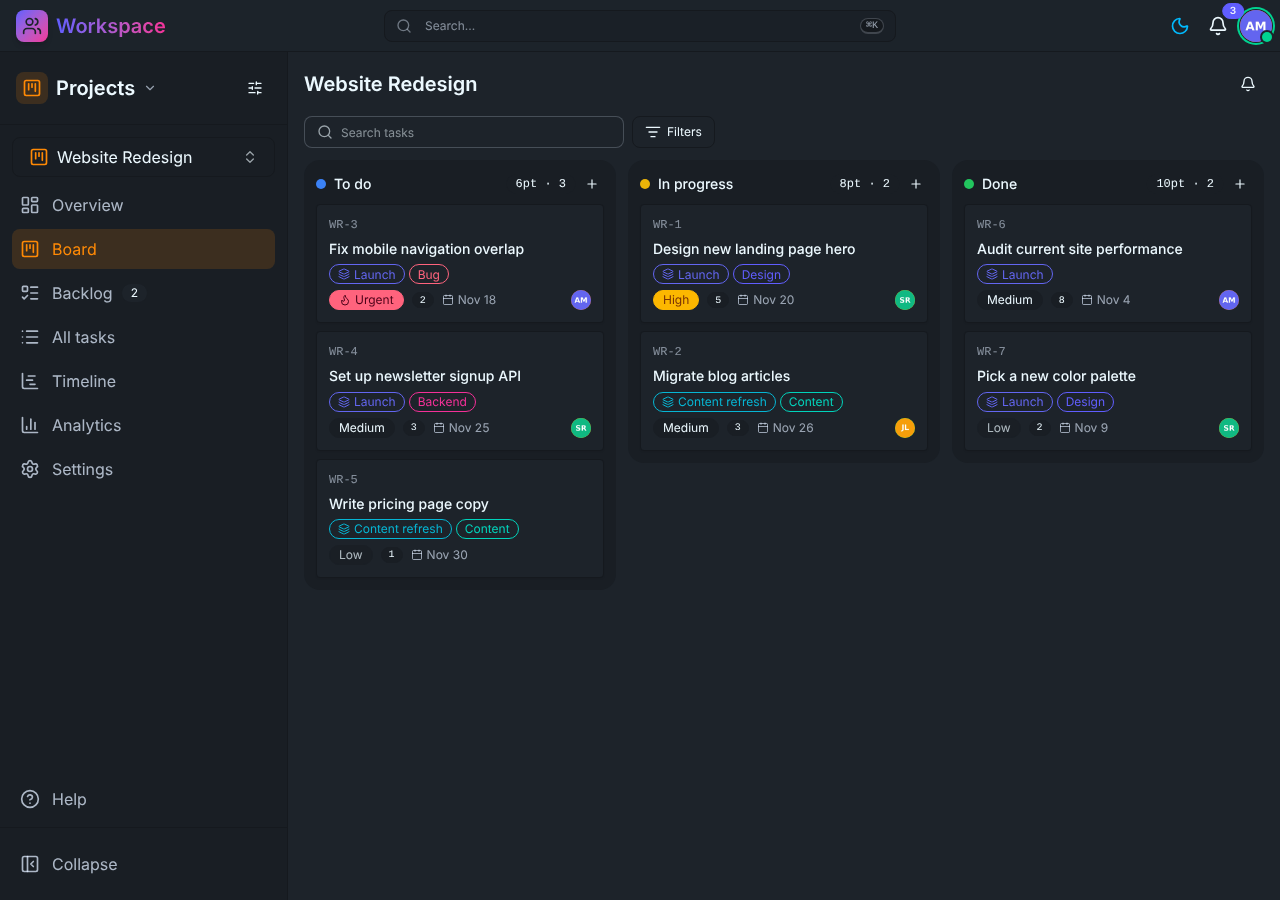 Workspace
Search...
⌘K
3
AM
Projects
Website Redesign
Overview
Board
Backlog 2
All tasks
Timeline
Analytics
Settings
Help
Collapse
Website Redesign
Search tasks
Filters
To do 6pt · 3
WR-3
Fix mobile navigation overlap
Launch Bug
Urgent 2 Nov 18 AM
WR-4
Set up newsletter signup API
Launch Backend
Medium 3 Nov 25 SR
WR-5
Write pricing page copy
Content refresh Content
Low 1 Nov 30
In progress 8pt · 2
WR-1
Design new landing page hero
Launch Design
High 5 Nov 20 SR
WR-2
Migrate blog articles
Content refresh Content
Medium 3 Nov 26 JL
Done 10pt · 2
WR-6
Audit current site performance
Launch
Medium 8 Nov 4 AM
WR-7
Pick a new color palette
Launch Design
Low 2 Nov 9 SR